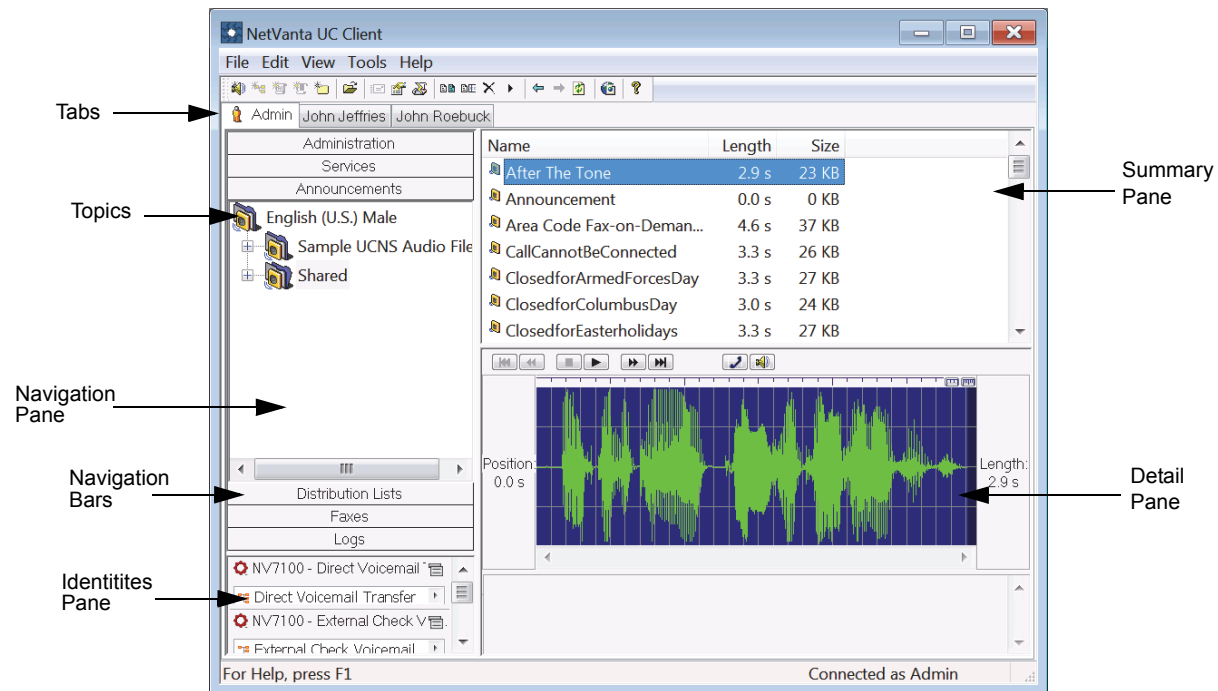 NetVanta UC Client
File Edit View Tools Help
Tabs
Admin John Jeffries John Roebuck
Administration
Services
Announcements
Topics
English (U.S.) Male
Sample UCNS Audio File
Shared
Navigation
Pane
Navigation
Bars
Distribution Lists
Faxes
Logs
Identitites
Pane
NV7100 - Direct Voicemail
Direct Voicemail Transfer
NV7100 - External Check V
External Check Voicemail
Name Length Size
After The Tone 2.9 s 23 KB
Announcement 0.0 s 0 KB
Area Code Fax-on-Deman... 4.6 s 37 KB
CallCannotBeConnected 3.3 s 26 KB
ClosedforArmedForcesDay 3.3 s 27 KB
ClosedforColumbusDay 3.0 s 24 KB
ClosedforEasterholidays 3.3 s 27 KB
Summary
Pane
Position:
0.0 s
Length:
2.9 s
Detail
Pane
For Help, press F1
Connected as Admin